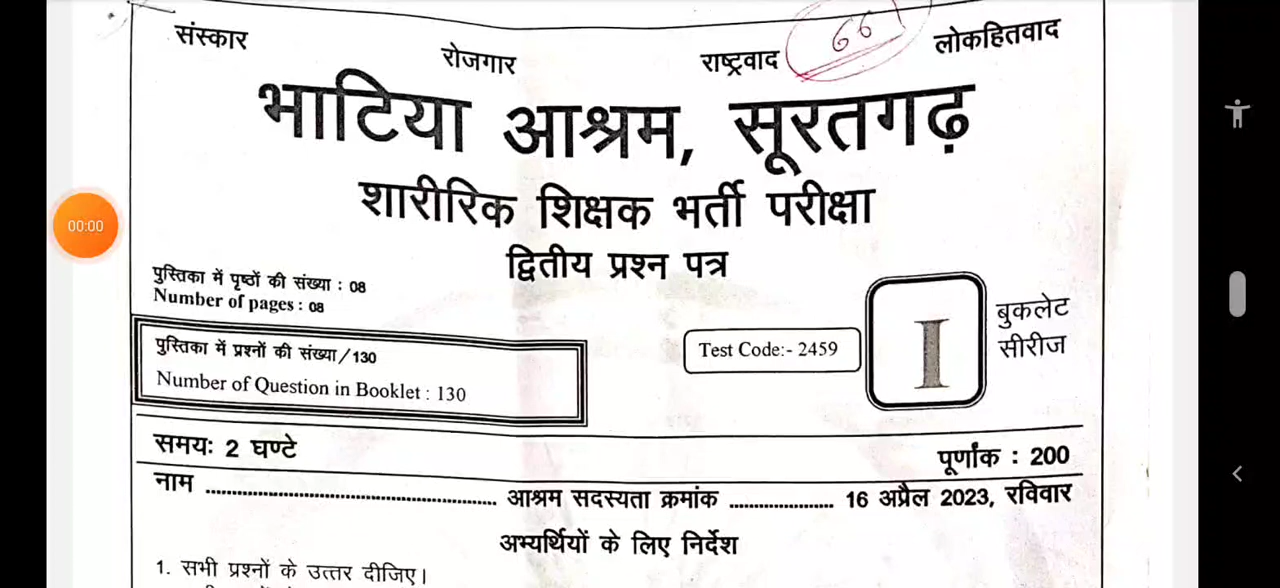 संस्कार रोजगार राष्ट्रवाद लोकहितवाद
66
भाटिया आश्रम, सूरतगढ़
शारीरिक शिक्षक भर्ती परीक्षा
द्वितीय प्रश्न पत्र
पुस्तिका में पृष्ठों की संख्या : 08
Number of pages : 08
पुस्तिका में प्रश्नों की संख्या/130
Number of Question in Booklet : 130
Test Code:- 2459
I
बुकलेट
सीरीज
00:00
समयः 2 घण्टे पूर्णांक : 200
नाम .......................................... आश्रम सदस्यता क्रमांक ................... 16 अप्रैल 2023, रविवार
अभ्यर्थियों के लिए निर्देश
1. सभी प्रश्नों के उत्तर दीजिए।